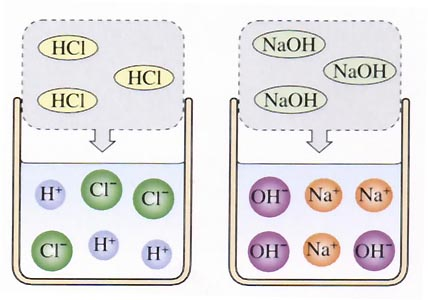 HCl
HCl
HCl
H⁺
Cl⁻
Cl⁻
Cl⁻
H⁺
H⁺
NaOH
NaOH
NaOH
OH⁻
Na⁺
Na⁺
OH⁻
Na⁺
OH⁻